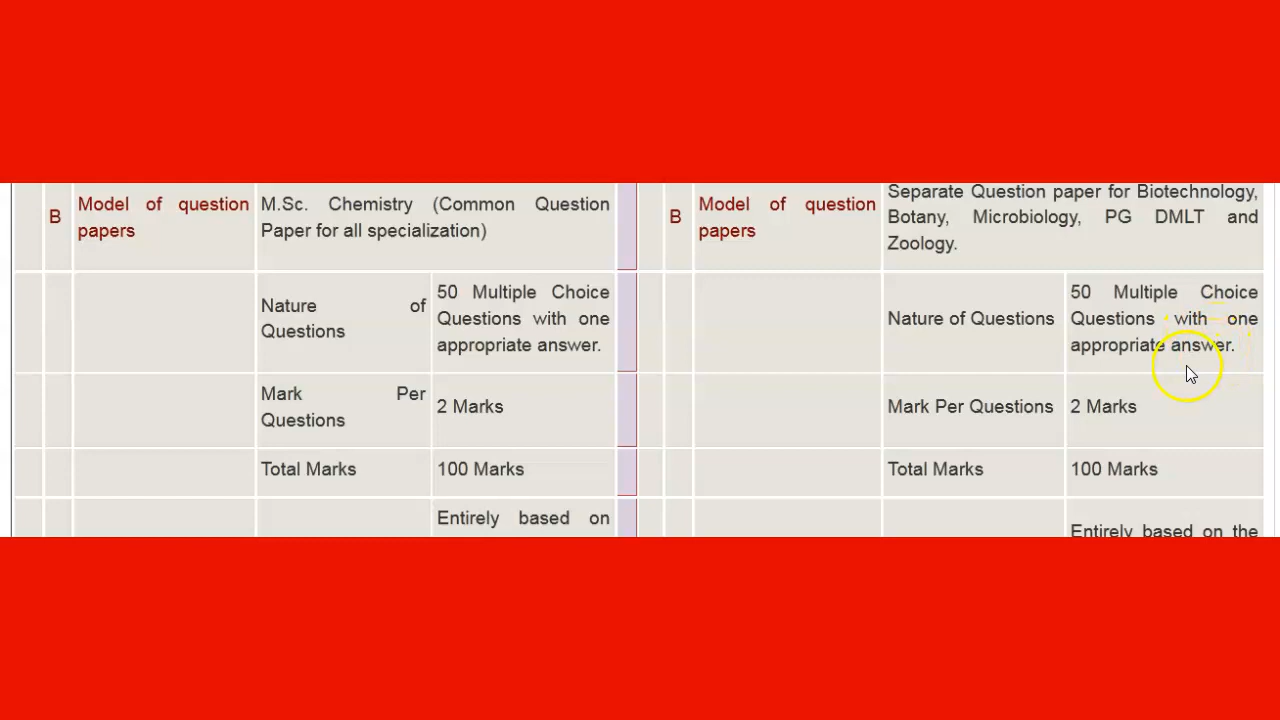 B
Model of question
papers
M.Sc. Chemistry (Common Question
Paper for all specialization)
Nature of
Questions
50 Multiple Choice
Questions with one
appropriate answer.
Mark Per
Questions
2 Marks
Total Marks
100 Marks
Entirely based on
B
Model of question
papers
Separate Question paper for Biotechnology,
Botany, Microbiology, PG DMLT and
Zoology.
Nature of Questions
50 Multiple Choice
Questions with one
appropriate answer.
Mark Per Questions
2 Marks
Total Marks
100 Marks
Entirely based on the